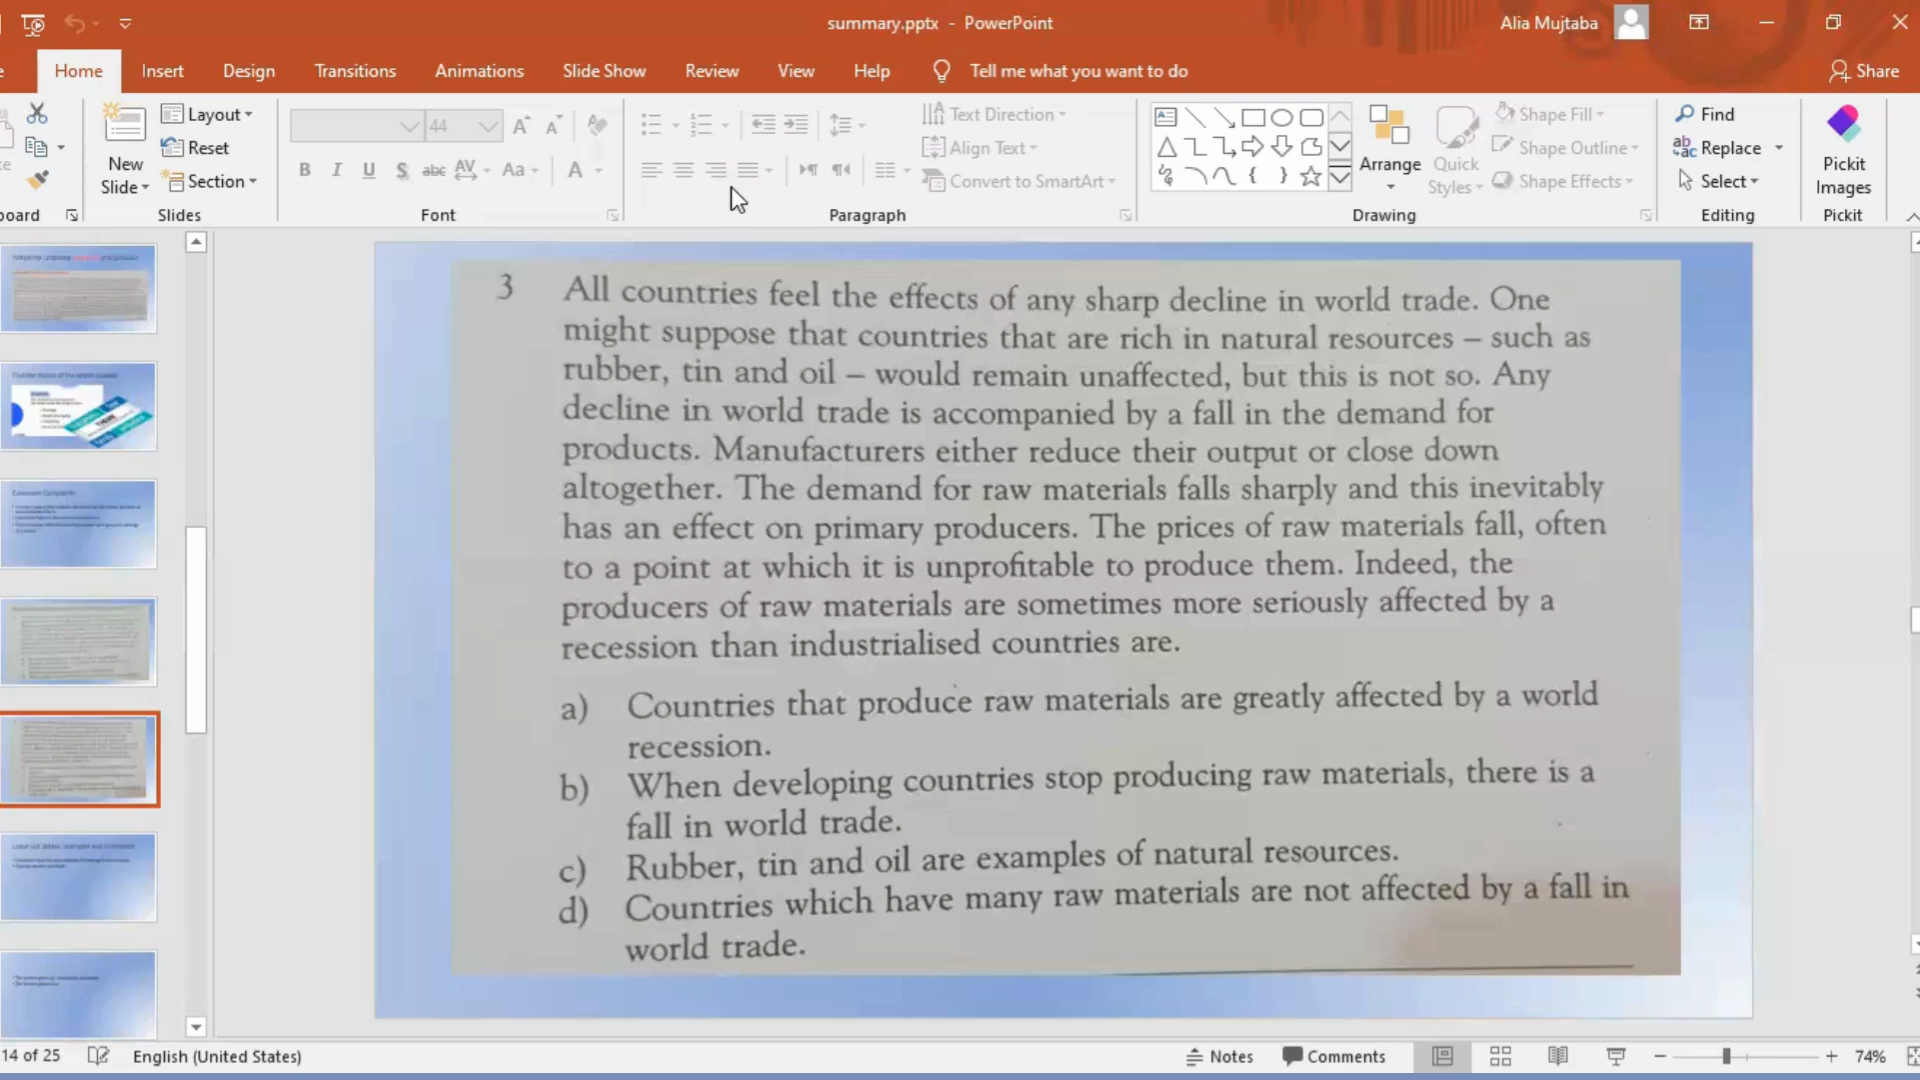 summary.pptx - PowerPoint
Alia Mujtaba
Home Insert Design Transitions Animations Slide Show Review View Help Tell me what you want to do
Share
New Slide
Layout
Reset
Section
Slides
44
B I U S abc AV Aa A
Font
Text Direction
Align Text
Convert to SmartArt
Paragraph
Arrange
Quick Styles
Shape Fill
Shape Outline
Shape Effects
Drawing
Find
Replace
Select
Editing
Pickit Images
Pickit
3 All countries feel the effects of any sharp decline in world trade. One
might suppose that countries that are rich in natural resources – such as
rubber, tin and oil – would remain unaffected, but this is not so. Any
decline in world trade is accompanied by a fall in the demand for
products. Manufacturers either reduce their output or close down
altogether. The demand for raw materials falls sharply and this inevitably
has an effect on primary producers. The prices of raw materials fall, often
to a point at which it is unprofitable to produce them. Indeed, the
producers of raw materials are sometimes more seriously affected by a
recession than industrialised countries are.
a) Countries that produce raw materials are greatly affected by a world
recession.
b) When developing countries stop producing raw materials, there is a
fall in world trade.
c) Rubber, tin and oil are examples of natural resources.
d) Countries which have many raw materials are not affected by a fall in
world trade.
14 of 25 English (United States) Notes Comments 74%